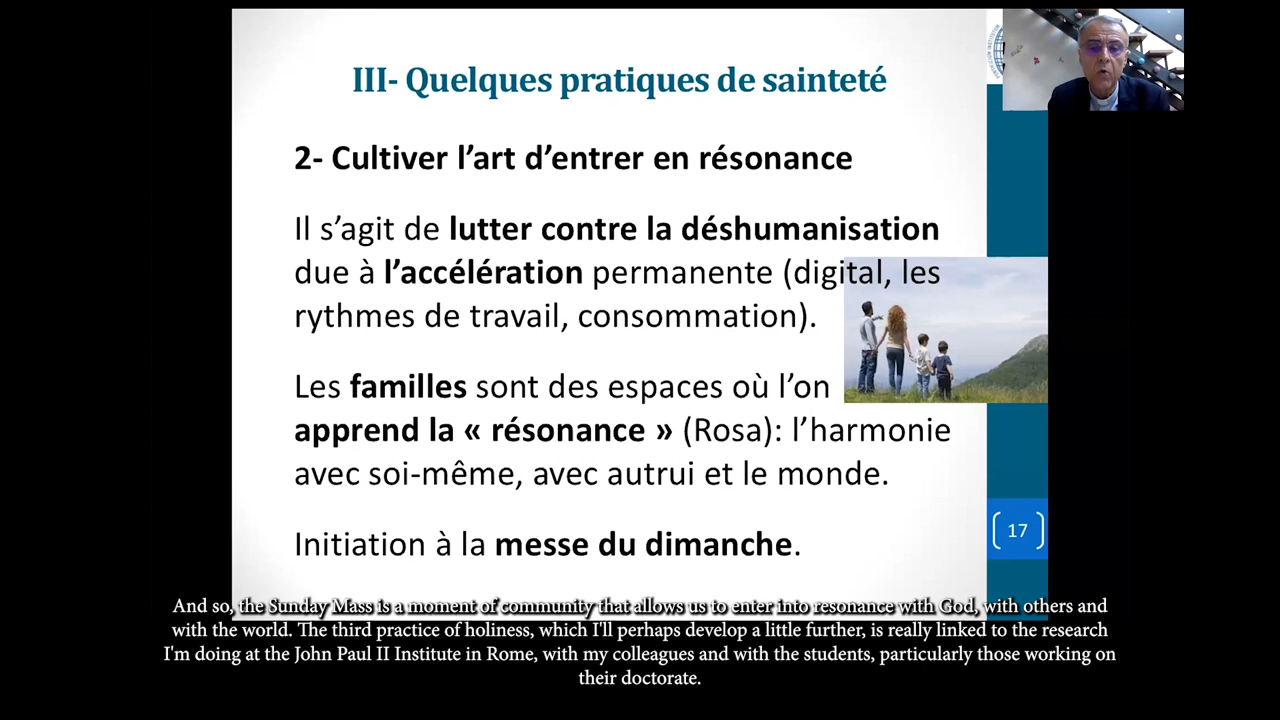 III- Quelques pratiques de sainteté
2- Cultiver l’art d’entrer en résonance
Il s’agit de lutter contre la déshumanisation
due à l’accélération permanente (digital, les
rythmes de travail, consommation).
Les familles sont des espaces où l’on
apprend la « résonance » (Rosa): l’harmonie
avec soi-même, avec autrui et le monde.
Initiation à la messe du dimanche.
17
And so, the Sunday Mass is a moment of community that allows us to enter into resonance with God, with others and
with the world. The third practice of holiness, which I'll perhaps develop a little further, is really linked to the research
I'm doing at the John Paul II Institute in Rome, with my colleagues and with the students, particularly those working on
their doctorate.